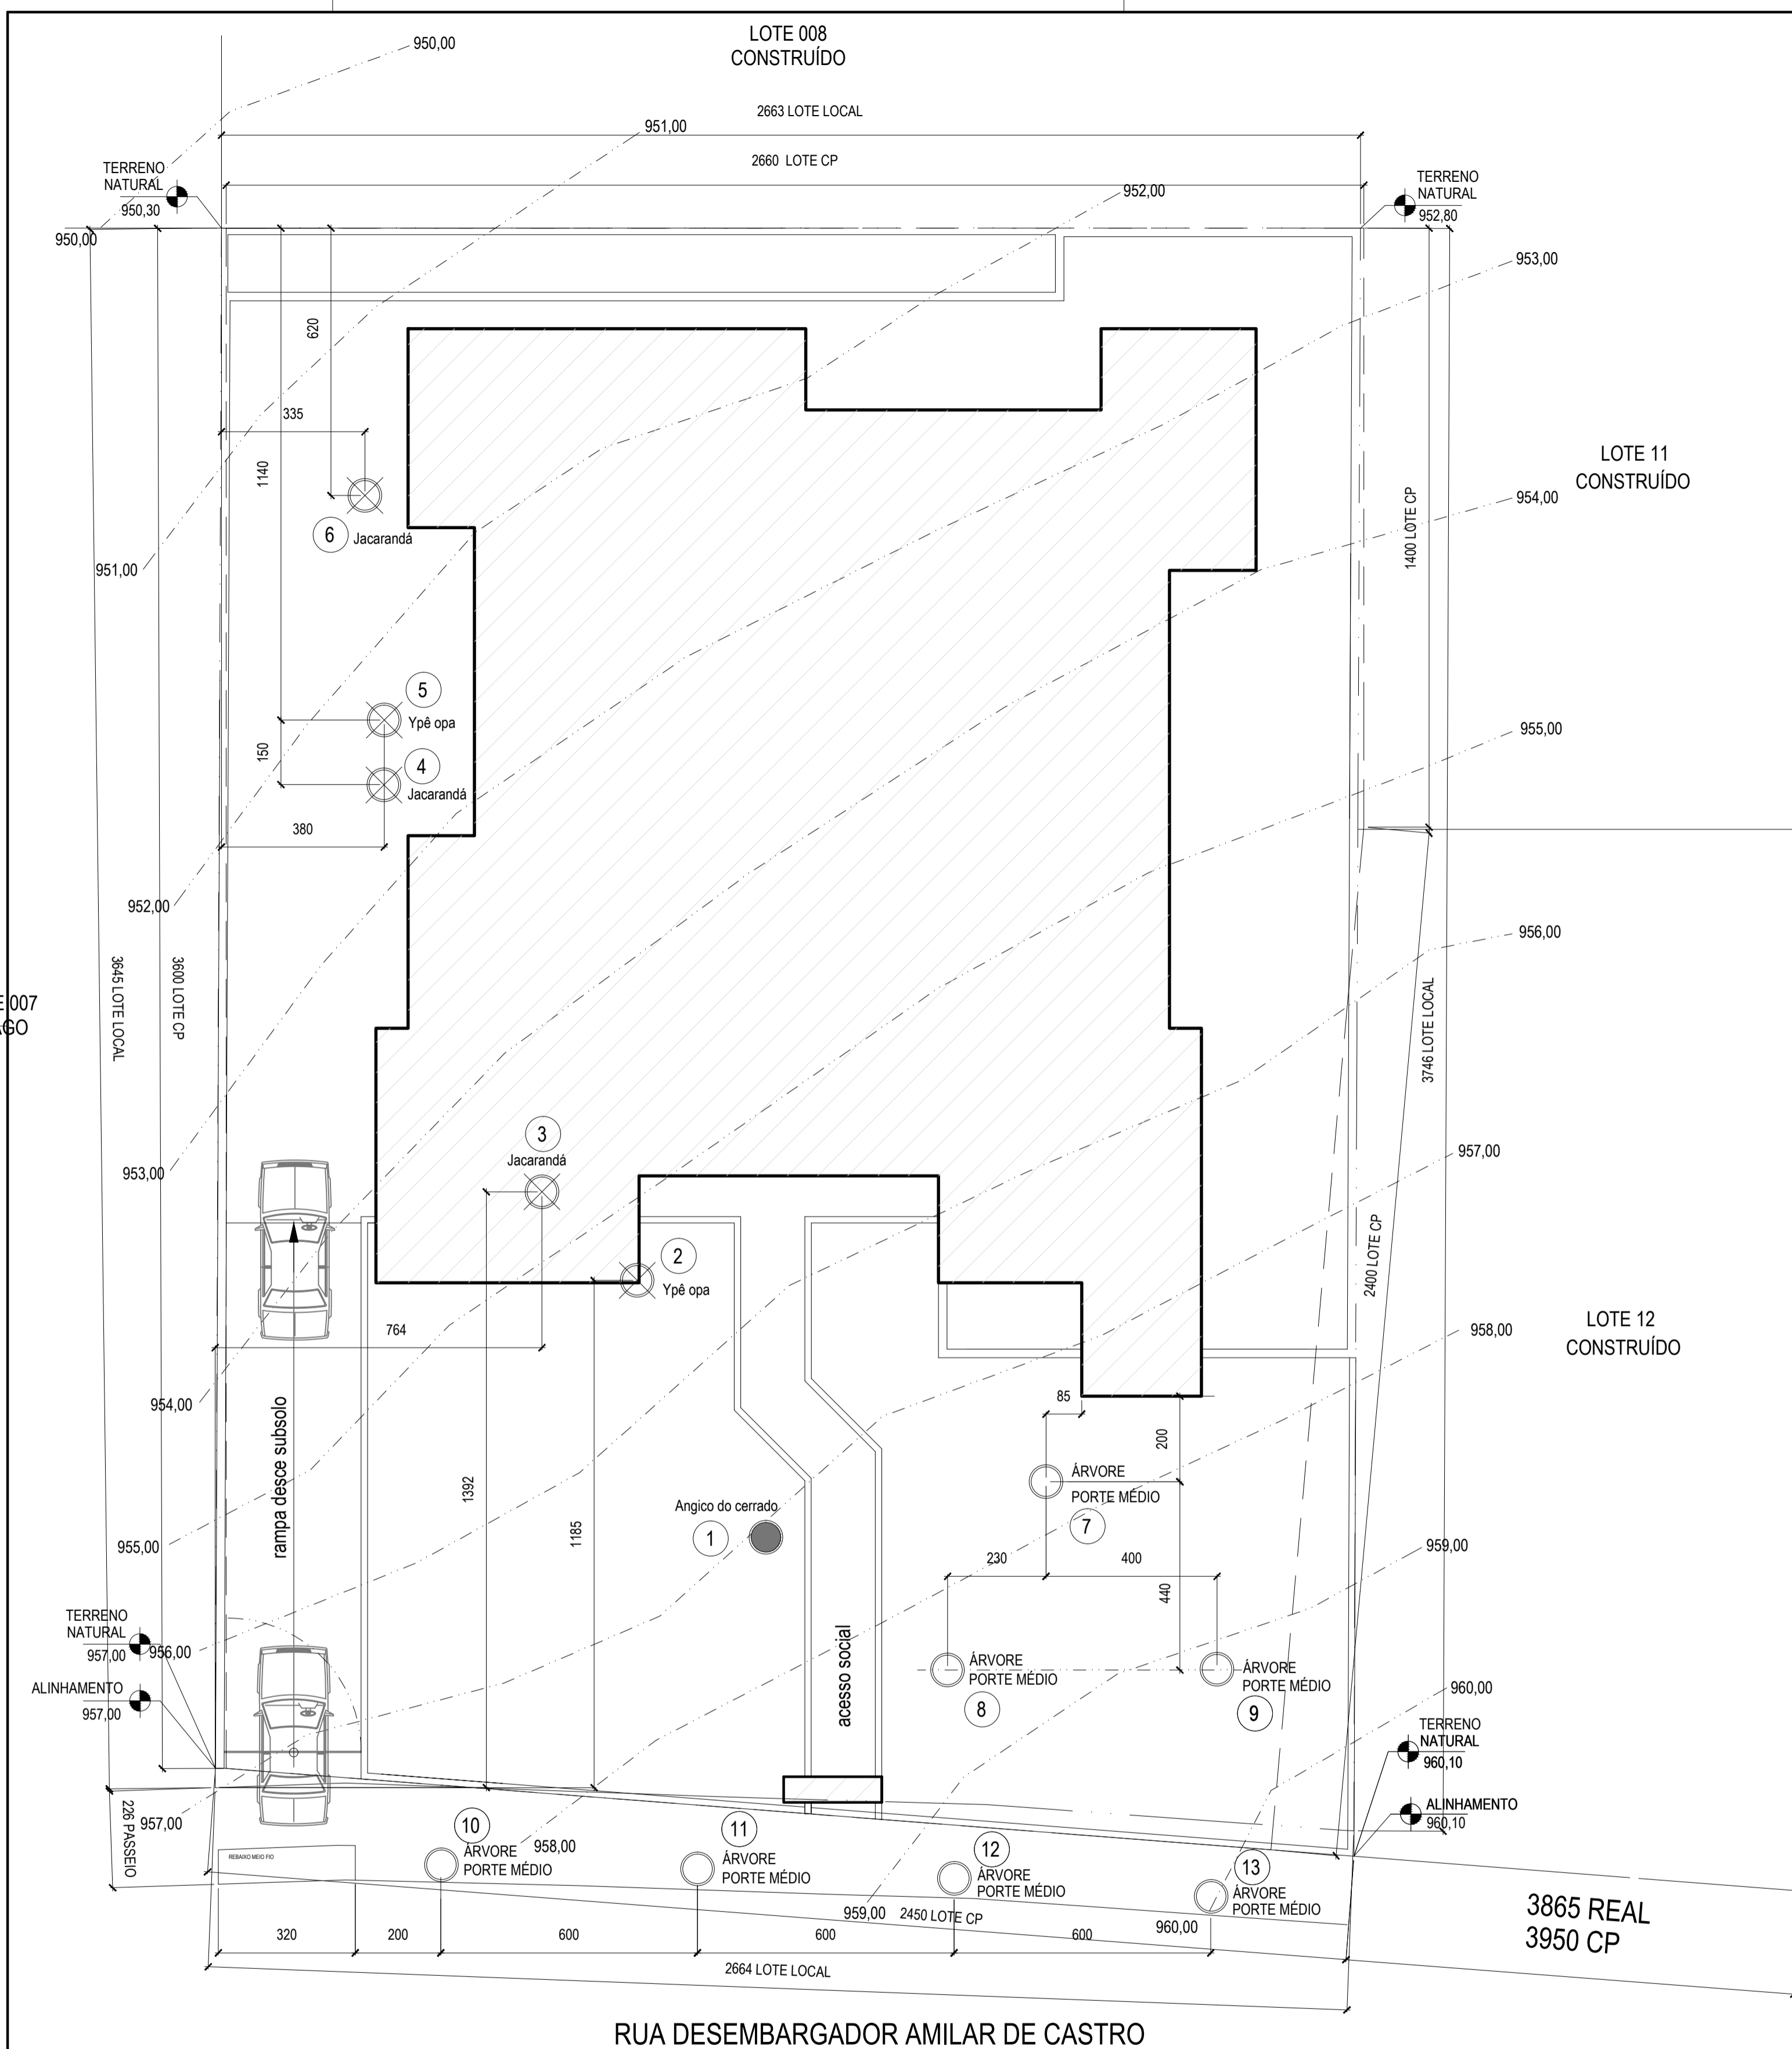 LOTE 008
CONSTRUÍDO
950,00
2663 LOTE LOCAL
951,00
2660 LOTE CP
TERRENO
NATURAL
950,30
952,00
TERRENO
NATURAL
952,80
950,00
953,00
620
335
1140
LOTE 11
CONSTRUÍDO
954,00
1400 LOTE CP
6
Jacarandá
951,00
5
Ypê opa
955,00
150
4
Jacarandá
380
952,00
956,00
3645 LOTE LOCAL
3600 LOTE CP
E 007
AGO
3746 LOTE LOCAL
3
Jacarandá
953,00
957,00
2400 LOTE CP
2
Ypê opa
764
958,00
LOTE 12
CONSTRUÍDO
954,00
rampa desce subsolo
85
200
1392
1185
ÁRVORE
PORTE MÉDIO
7
Angico do cerrado
1
955,00
959,00
230
400
440
TERRENO
NATURAL
957,00
956,00
acesso social
ÁRVORE
PORTE MÉDIO
8
ÁRVORE
PORTE MÉDIO
9
ALINHAMENTO
957,00
960,00
TERRENO
NATURAL
960,10
ALINHAMENTO
960,10
226 PASSEIO
957,00
10
ÁRVORE
PORTE MÉDIO
958,00
11
ÁRVORE
PORTE MÉDIO
12
ÁRVORE
PORTE MÉDIO
13
ÁRVORE
PORTE MÉDIO
REBAIXO MEIO FIO
959,00
2450 LOTE CP
960,00
3865 REAL
3950 CP
320
200
600
600
600
2664 LOTE LOCAL
RUA DESEMBARGADOR AMILAR DE CASTRO